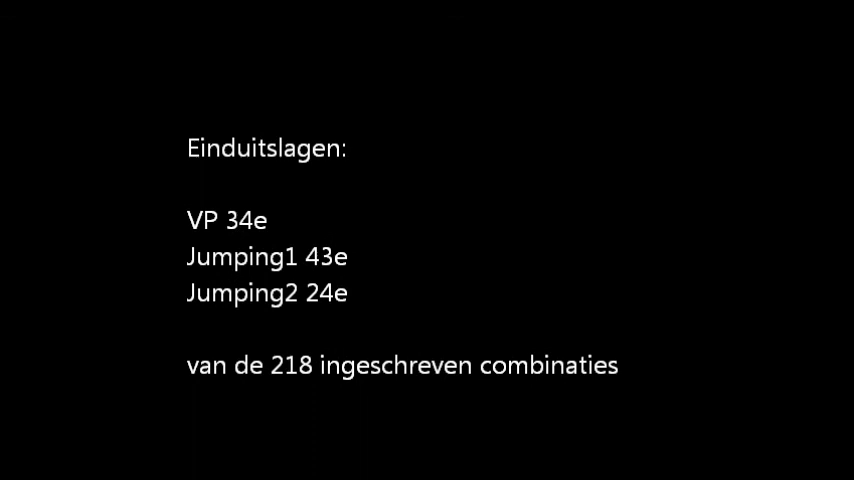 Einduitslagen:
VP 34e
Jumping1 43e
Jumping2 24e
van de 218 ingeschreven combinaties